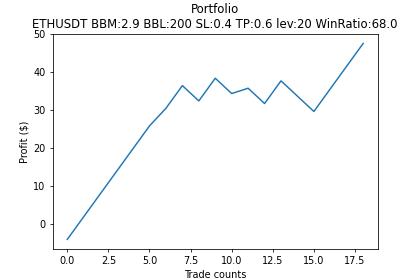 Portfolio
ETHUSDT BBM:2.9 BBL:200 SL:0.4 TP:0.6 lev:20 WinRatio:68.0
50
40
30
20
10
0
Profit ($)
0.0 2.5 5.0 7.5 10.0 12.5 15.0 17.5
Trade counts